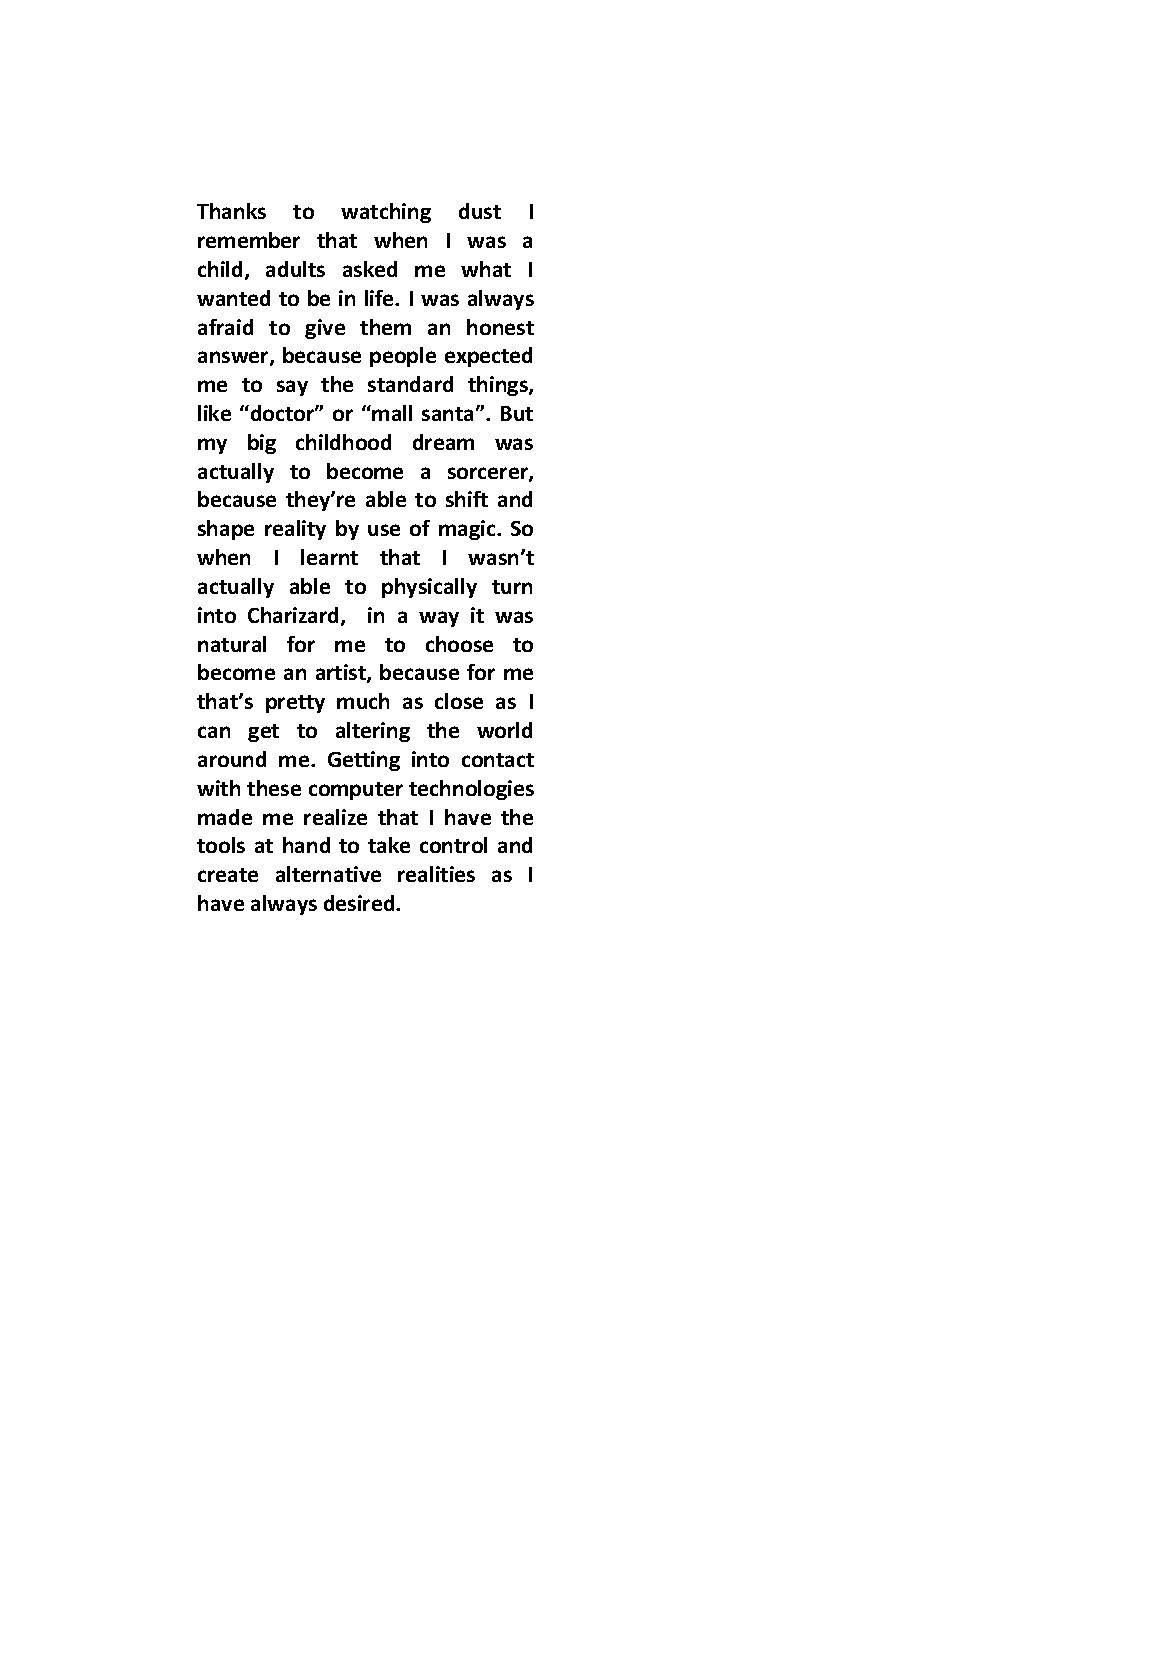 Thanks to watching dust I
remember that when I was a
child, adults asked me what I
wanted to be in life. I was always
afraid to give them an honest
answer, because people expected
me to say the standard things,
like “doctor” or “mall santa”. But
my big childhood dream was
actually to become a sorcerer,
because they’re able to shift and
shape reality by use of magic. So
when I learnt that I wasn’t
actually able to physically turn
into Charizard,  in a way it was
natural for me to choose to
become an artist, because for me
that’s pretty much as close as I
can get to altering the world
around me. Getting into contact
with these computer technologies
made me realize that I have the
tools at hand to take control and
create alternative realities as I
have always desired.